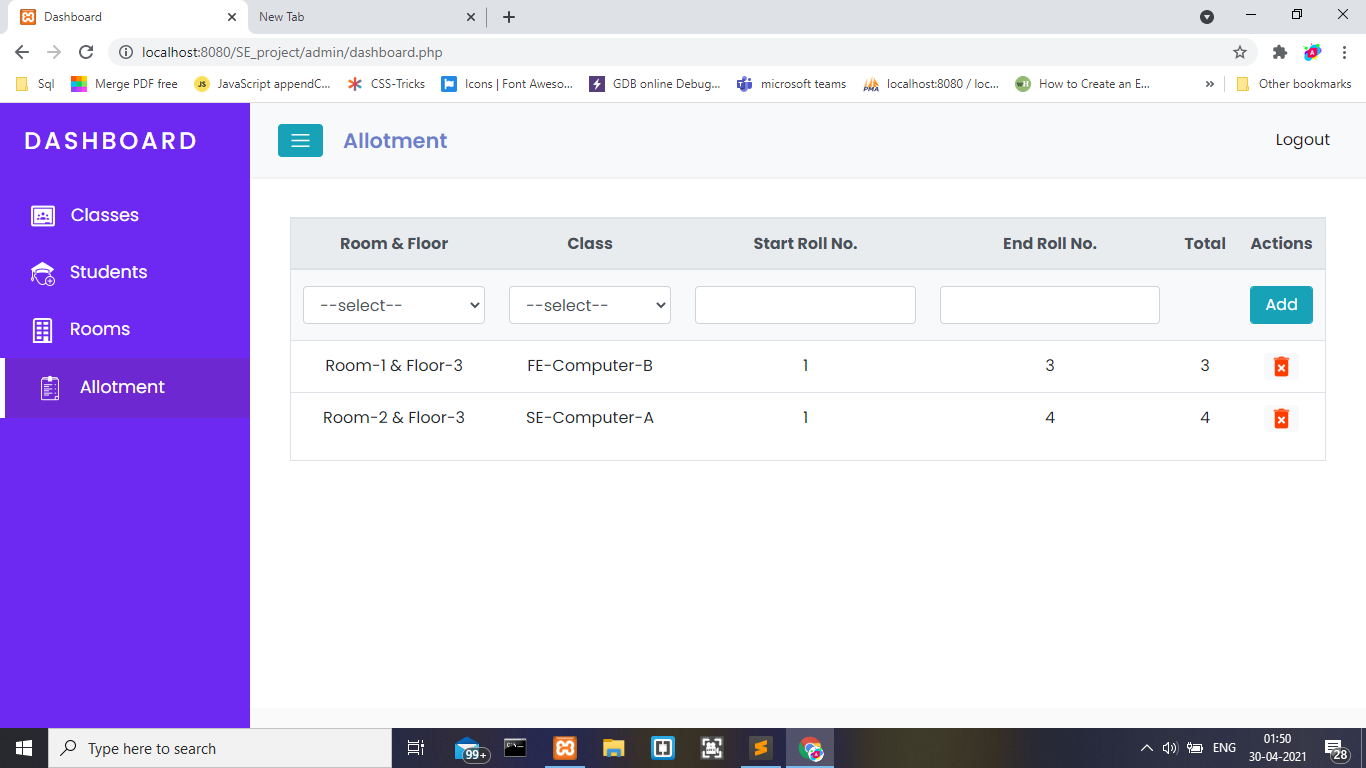 Dashboard
New Tab
localhost:8080/SE_project/admin/dashboard.php
Sql
Merge PDF free
JS
JavaScript appendC...
CSS-Tricks
Icons | Font Aweso...
GDB online Debug...
microsoft teams
PMA
localhost:8080 / loc...
wH
How to Create an E...
»
Other bookmarks
DASHBOARD
Allotment
Logout
Classes
Students
Rooms
Allotment
Room & Floor Class Start Roll No. End Roll No. Total Actions
--select-- --select-- Add
Room-1 & Floor-3 FE-Computer-B 1 3 3
Room-2 & Floor-3 SE-Computer-A 1 4 4
Type here to search
99+
ENG
01:50
30-04-2021
28